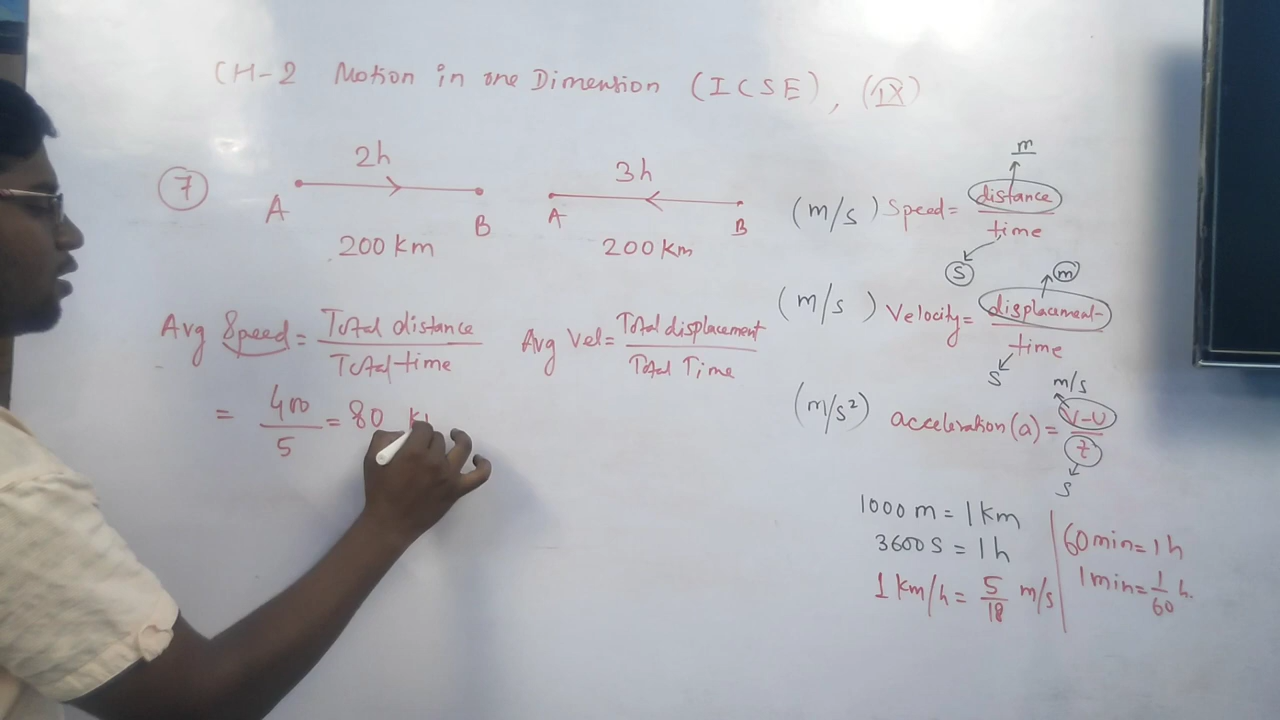 CH-2 Motion in one Dimension (ICSE), (IX)
7
2h
A
B
200 km
3h
A
B
200 km
Avg Speed = Total distance / Total time
= 400 / 5 = 80 K
Avg Vel = Total displacement / Total Time
m
(m/s) Speed = distance / time
s
m
(m/s) Velocity = displacement / time
s
m/s
(m/s²) acceleration (a) = V-U / t
s
1000 m = 1 km
3600 s = 1 h
1 km/h = 5/18 m/s
60 min = 1 h
1 min = 1/60 h.